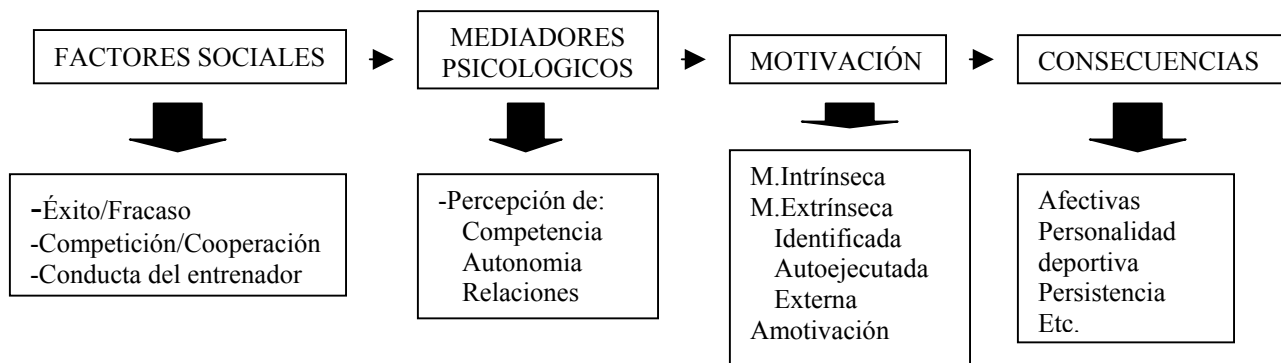 FACTORES SOCIALES
MEDIADORES
PSICOLOGICOS
MOTIVACIÓN
CONSECUENCIAS
-Éxito/Fracaso
-Competición/Cooperación
-Conducta del entrenador
-Percepción de:
Competencia
Autonomia
Relaciones
M.Intrínseca
M.Extrínseca
Identificada
Autoejecutada
Externa
Amotivación
Afectivas
Personalidad
deportiva
Persistencia
Etc.